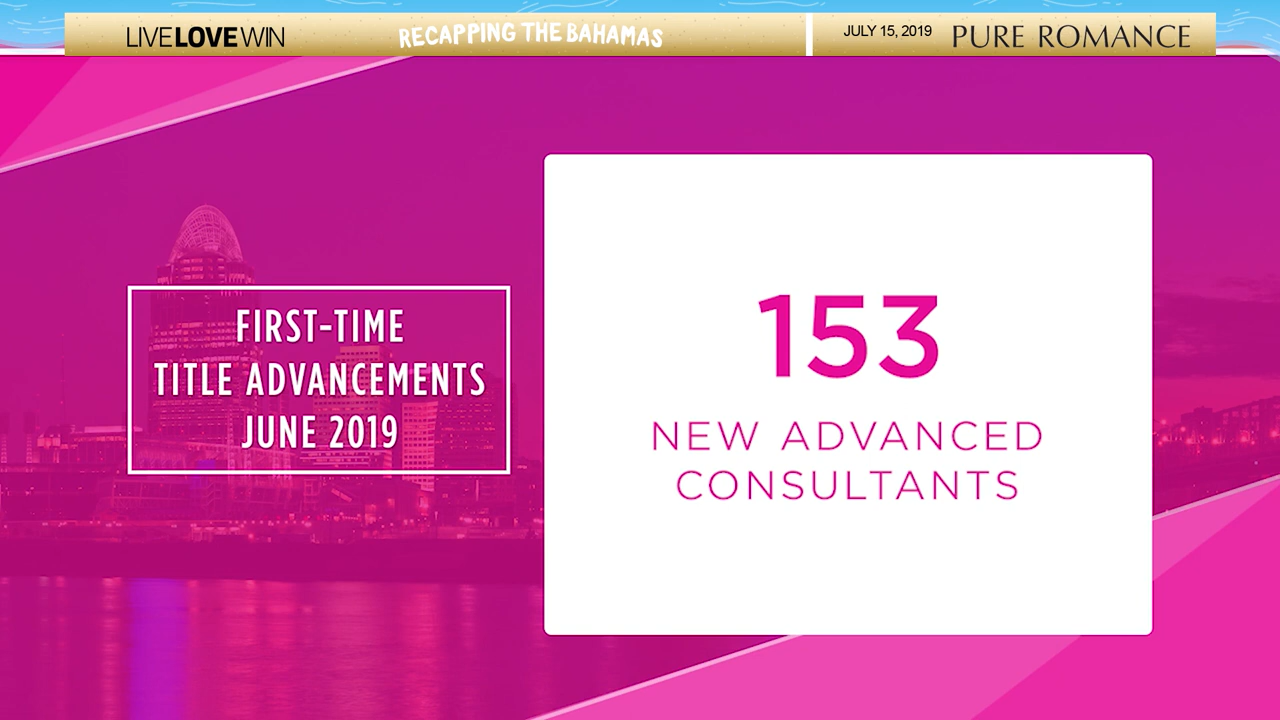 LIVELOVEWIN
RECAPPING THE BAHAMAS
JULY 15, 2019
PURE ROMANCE
FIRST-TIME
TITLE ADVANCEMENTS
JUNE 2019
153
NEW ADVANCED
CONSULTANTS